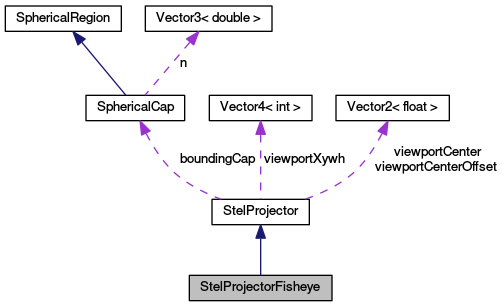 SphericalRegion
Vector3< double >
n
SphericalCap
Vector4< int >
Vector2< float >
boundingCap
viewportXywh
viewportCenter
viewportCenterOffset
StelProjector
StelProjectorFisheye